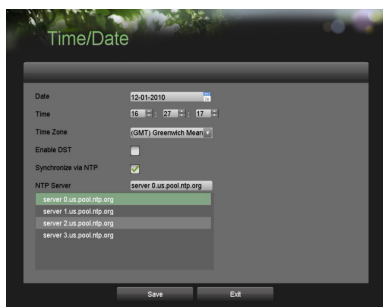 Time/Date
Date 12-01-2010
Time 16 : 27 : 17
Time Zone (GMT) Greenwich Mean
Enable DST
Synchronize via NTP
NTP Server server 0.us.pool.ntp.org
server 0.us.pool.ntp.org
server 1.us.pool.ntp.org
server 2.us.pool.ntp.org
server 3.us.pool.ntp.org
Save Exit